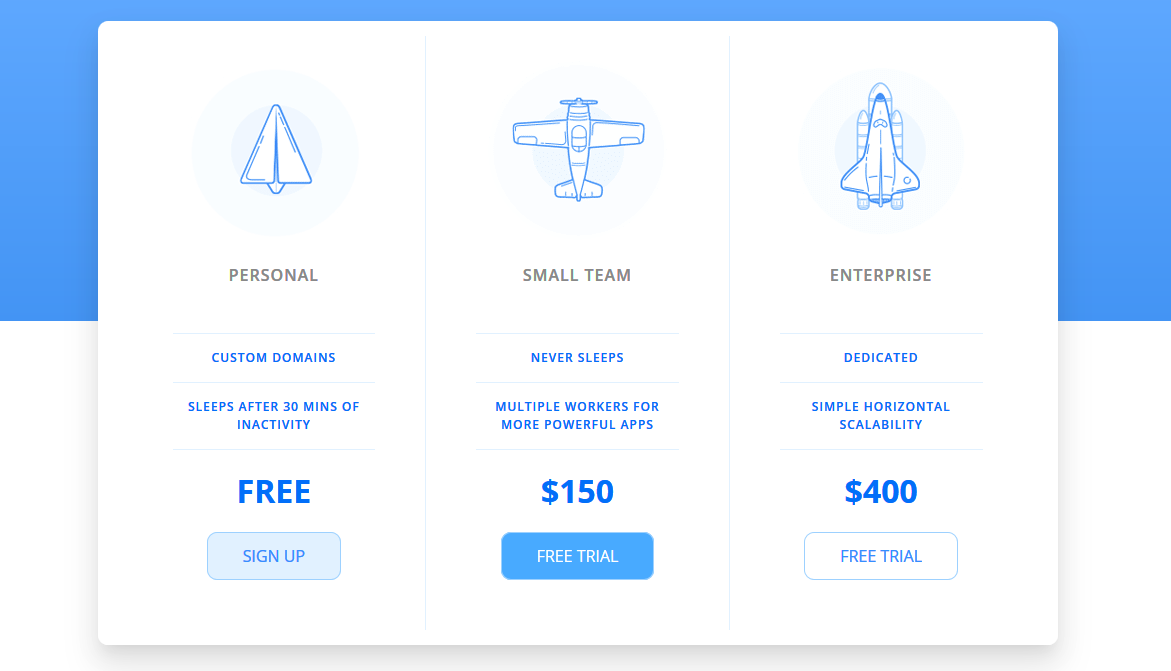 PERSONAL
CUSTOM DOMAINS
SLEEPS AFTER 30 MINS OF
INACTIVITY
FREE
SIGN UP
SMALL TEAM
NEVER SLEEPS
MULTIPLE WORKERS FOR
MORE POWERFUL APPS
$150
FREE TRIAL
ENTERPRISE
DEDICATED
SIMPLE HORIZONTAL
SCALABILITY
$400
FREE TRIAL